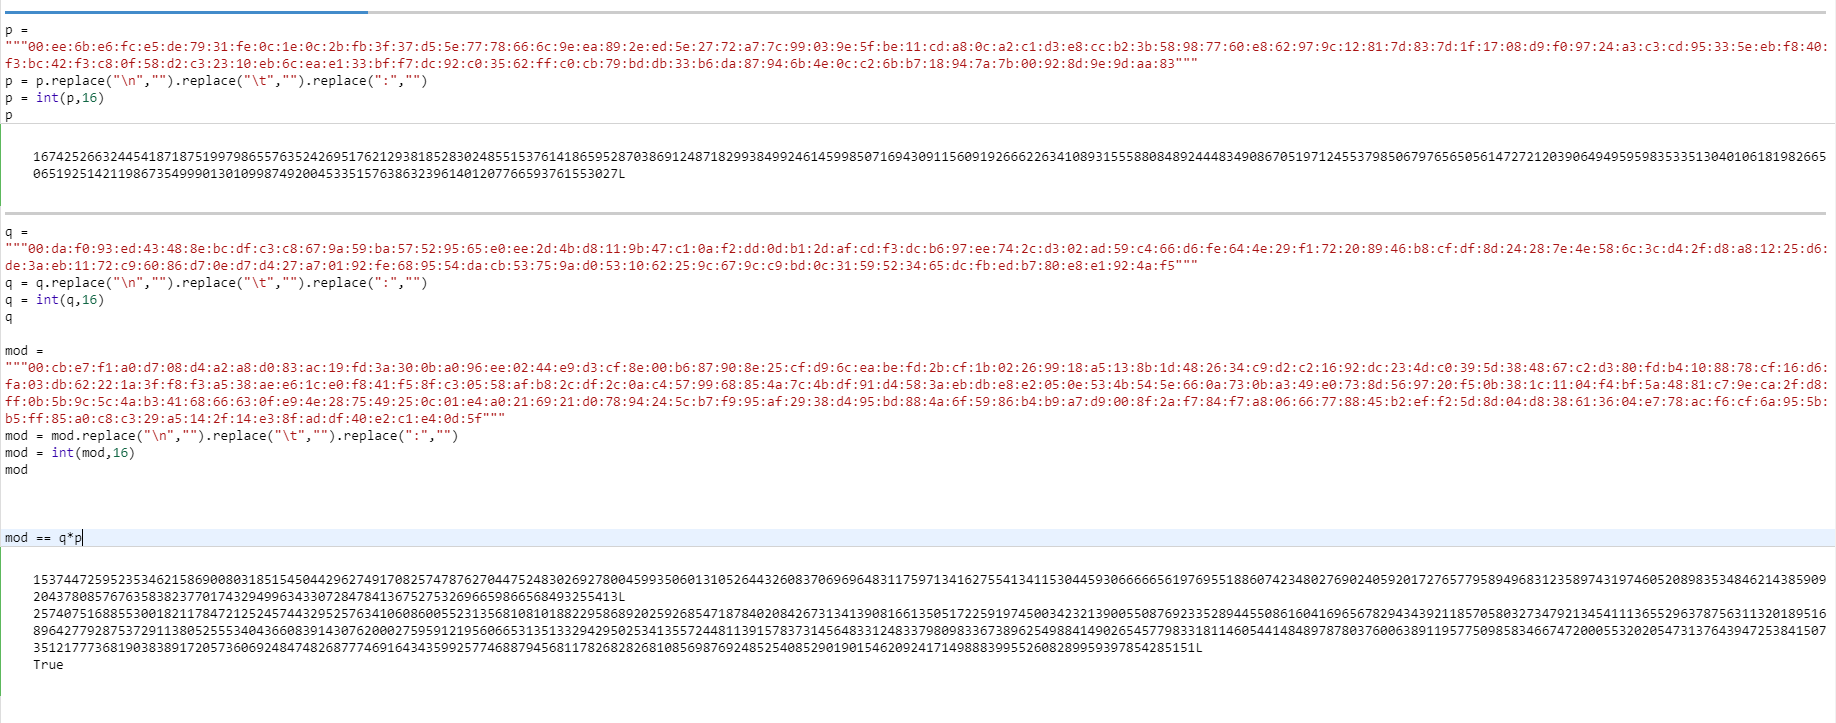 p =
"""00:ee:6b:e6:fc:e5:de:79:31:fe:0c:1e:0c:2b:fb:3f:37:d5:5e:77:78:66:6c:9e:ea:89:2e:ed:5e:27:72:a7:7c:99:03:9e:5f:be:11:cd:a8:0c:a2:c1:d3:e8:cc:b2:3b:58:98:77:60:e8:62:97:9c:12:81:7d:83:7d:1f:17:08:d9:f0:97:24:a3:c3:cd:95:33:5e:eb:f8:40:
f3:bc:42:f3:c8:0f:58:d2:c3:23:10:eb:6c:ea:e1:33:bf:f7:dc:92:c0:35:62:ff:c0:cb:79:bd:db:33:b6:da:87:94:6b:4e:0c:c2:6b:b7:18:94:7a:7b:00:92:8d:9e:9d:aa:83"""
p = p.replace("\n","").replace("\t","").replace(":","")
p = int(p,16)
p
167425266324454187187519979865576352426951762129381852830248551537614186595287038691248718299384992461459985071694309115609192666226341089315558808489244483490867051971245537985067976565056147272120390649495959835335130401061819826650
651925142119867354999013010998749200453351576386323961401207766593761553027L
q =
"""00:da:f0:93:ed:43:48:8e:bc:df:c3:c8:67:9a:59:ba:57:52:95:65:e0:ee:2d:4b:d8:11:9b:47:c1:0a:f2:dd:0d:b1:2d:af:cd:f3:dc:b6:97:ee:74:2c:d3:02:ad:59:c4:66:d6:fe:64:4e:29:f1:72:20:89:46:b8:cf:df:8d:24:28:7e:4e:58:6c:3c:d4:2f:d8:a8:12:25:d6:
de:3a:eb:11:72:c9:60:86:d7:0e:d7:d4:27:a7:01:92:fe:68:95:54:da:cb:53:75:9a:d0:53:10:62:25:9c:67:9c:c9:bd:0c:31:59:52:34:65:dc:fb:ed:b7:80:e8:e1:92:4a:f5"""
q = q.replace("\n","").replace("\t","").replace(":","")
q = int(q,16)
q
mod =
"""00:cb:e7:f1:a0:d7:08:d4:a2:a8:d0:83:ac:19:fd:3a:30:0b:a0:96:ee:02:44:e9:d3:cf:8e:00:b6:87:90:8e:25:cf:d9:6c:ea:be:fd:2b:cf:1b:02:26:99:18:a5:13:8b:1d:48:26:34:c9:d2:c2:16:92:dc:23:4d:c0:39:5d:38:48:67:c2:d3:80:fd:b4:10:88:78:cf:16:d6:
fa:03:db:62:22:1a:3f:f8:f3:a5:38:ae:e6:1c:e0:f8:41:f5:8f:c3:05:58:af:b8:2c:df:2c:0a:c4:57:99:68:85:4a:7c:4b:df:91:d4:58:3a:eb:db:e8:e2:05:0e:53:4b:54:5e:66:0a:73:0b:a3:49:e0:73:8d:56:97:20:f5:0b:38:1c:11:04:f4:bf:5a:48:81:c7:9e:ca:2f:d8:
ff:0b:5b:9c:5c:4a:b3:41:68:66:63:0f:e9:4e:28:75:49:25:0c:01:e4:a0:21:69:21:d0:78:94:24:5c:b7:f9:95:af:29:38:d4:95:bd:88:4a:6f:59:86:b4:b9:a7:d9:00:8f:2a:f7:84:f7:a8:06:66:77:88:45:b2:ef:f2:5d:8d:04:d8:38:61:36:04:e7:78:ac:f6:cf:6a:95:5b:
b5:ff:85:a0:c8:c3:29:a5:14:2f:14:e3:8f:ad:df:40:e2:c1:e4:0d:5f"""
mod = mod.replace("\n","").replace("\t","").replace(":","")
mod = int(mod,16)
mod
mod == q*p
True